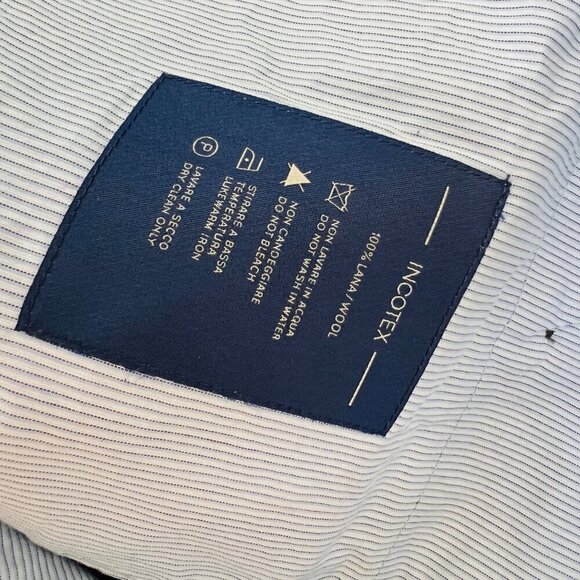 INCOTEX
100% LANA / WOOL
NON LAVARE IN ACQUA
DO NOT WASH IN WATER
NON CANDEGGIARE
DO NOT BLEACH
STIRARE A BASSA
TEMPERATURA
LUKEWARM IRON
P
LAVARE A SECCO
DRY CLEAN ONLY